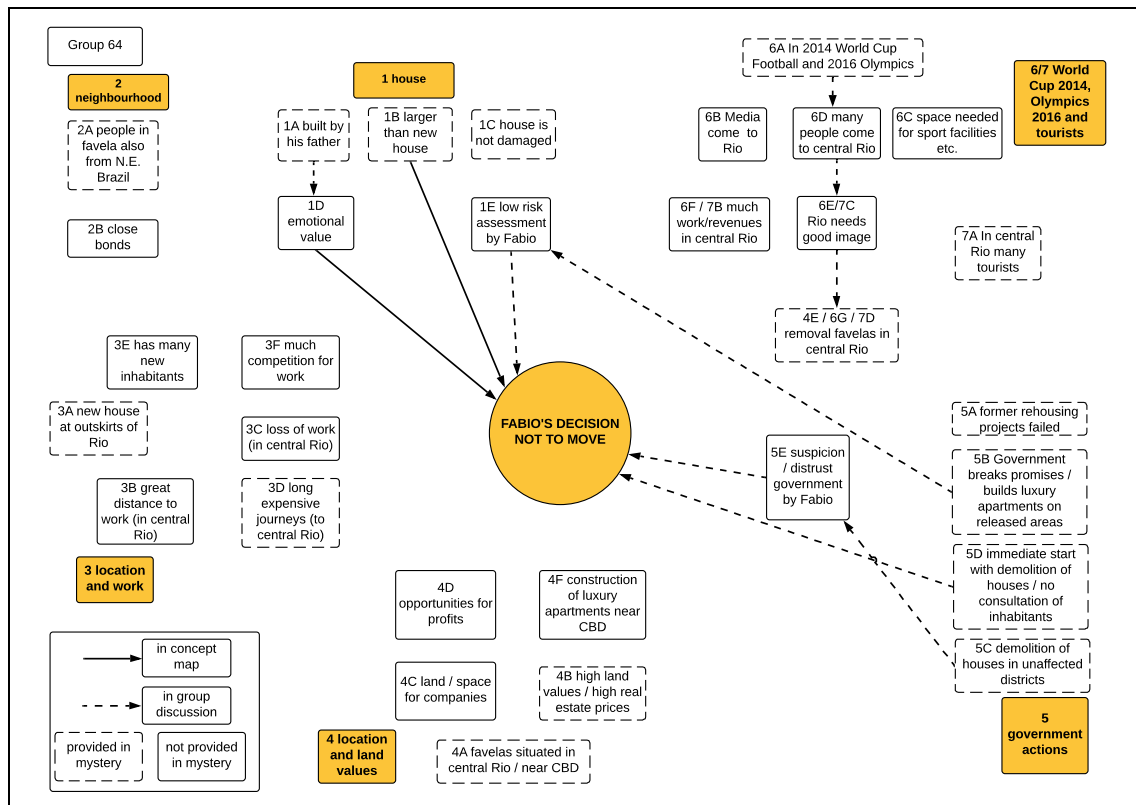 Group 64
2
neighbourhood
2A people in
favela also
from N.E.
Brazil
2B close
bonds
1 house
1A built by
his father
1B larger
than new
house
1C house is
not damaged
1D
emotional
value
1E low risk
assessment
by Fabio
6A In 2014 World Cup
Football and 2016 Olympics
6/7 World
Cup 2014,
Olympics
2016 and
tourists
6B Media
come to
Rio
6D many
people come
to central Rio
6C space needed
for sport facilities
etc.
6F / 7B much
work/revenues
in central Rio
6E/7C
Rio needs
good image
7A In central
Rio many
tourists
4E / 6G / 7D
removal favelas in
central Rio
3E has many
new
inhabitants
3F much
competition for
work
3A new house
at outskirts of
Rio
3C loss of work
(in central Rio)
3B great
distance to
work (in central
Rio)
3D long
expensive
journeys (to
central Rio)
3 location
and work
FABIO'S DECISION
NOT TO MOVE
5E suspicion
/ distrust
government
by Fabio
5A former rehousing
projects failed
5B Government
breaks promises /
builds luxury
apartments on
released areas
5D immediate start
with demolition of
houses / no
consultation of
inhabitants
5C demolition of
houses in unaffected
districts
5
government
actions
4D
opportunities for
profits
4F construction
of luxury
apartments near
CBD
4C land / space
for companies
4B high land
values / high real
estate prices
4 location
and land
values
4A favelas situated in
central Rio / near CBD
in concept
map
in group
discussion
provided in
mystery
not provided
in mystery